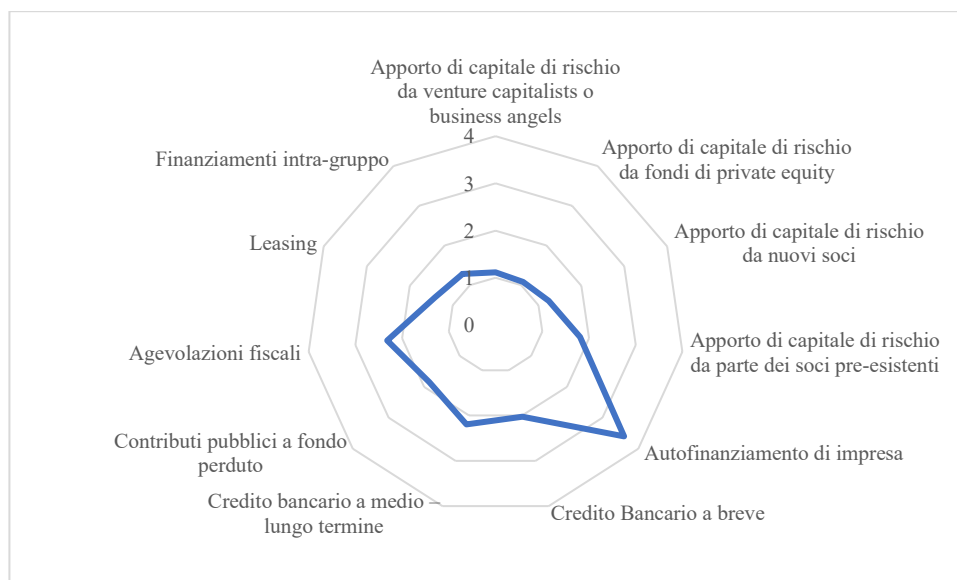 Apporto di capitale di rischio
da venture capitalists o
business angels
Apporto di capitale di rischio
da fondi di private equity
Apporto di capitale di rischio
da nuovi soci
Apporto di capitale di rischio
da parte dei soci pre-esistenti
Autofinanziamento di impresa
Credito Bancario a breve
Credito bancario a medio –
lungo termine
Contributi pubblici a fondo
perduto
Agevolazioni fiscali
Leasing
Finanziamenti intra-gruppo
4
3
2
1
0